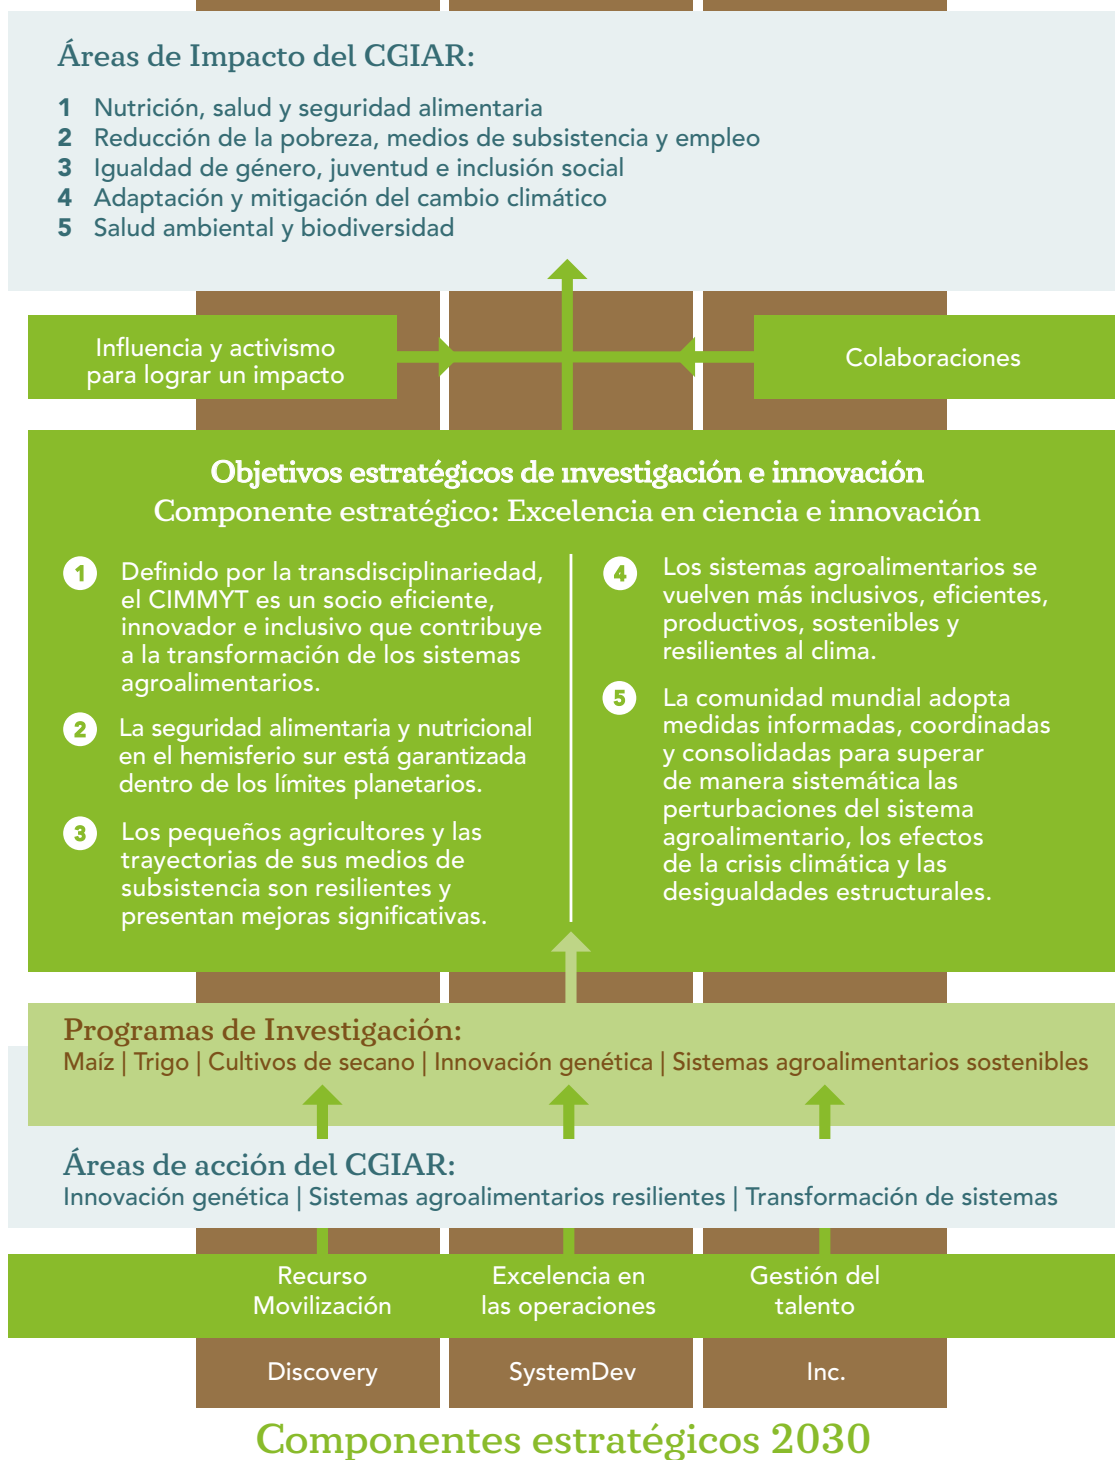 Áreas de Impacto del CGIAR:
1 Nutrición, salud y seguridad alimentaria
2 Reducción de la pobreza, medios de subsistencia y empleo
3 Igualdad de género, juventud e inclusión social
4 Adaptación y mitigación del cambio climático
5 Salud ambiental y biodiversidad
Influencia y activismo
para lograr un impacto
Colaboraciones
Objetivos estratégicos de ınvestigación e innovación
Componente estratégico: Excelencia en ciencia e innovación
1 Definido por la transdisciplinariedad,
el CIMMYT es un socio eficiente,
innovador e inclusivo que contribuye
a la transformación de los sistemas
agroalimentarios.
2 La seguridad alimentaria y nutricional
en el hemisferio sur está garantizada
dentro de los límites planetarios.
3 Los pequeños agricultores y las
trayectorias de sus medios de
subsistencia son resilientes y
presentan mejoras significativas.
4 Los sistemas agroalimentarios se
vuelven más inclusivos, eficientes,
productivos, sostenibles y
resilientes al clima.
5 La comunidad mundial adopta
medidas informadas, coordinadas
y consolidadas para superar
de manera sistemática las
perturbaciones del sistema
agroalimentario, los efectos
de la crisis climática y las
desigualdades estructurales.
Programas de Investigación:
Maíz | Trigo | Cultivos de secano | Innovación genética | Sistemas agroalimentarios sostenibles
Áreas de acción del CGIAR:
Innovación genética | Sistemas agroalimentarios resilientes | Transformación de sistemas
Recurso
Movilización
Excelencia en
las operaciones
Gestión del
talento
Discovery
SystemDev
Inc.
Componentes estratégicos 2030